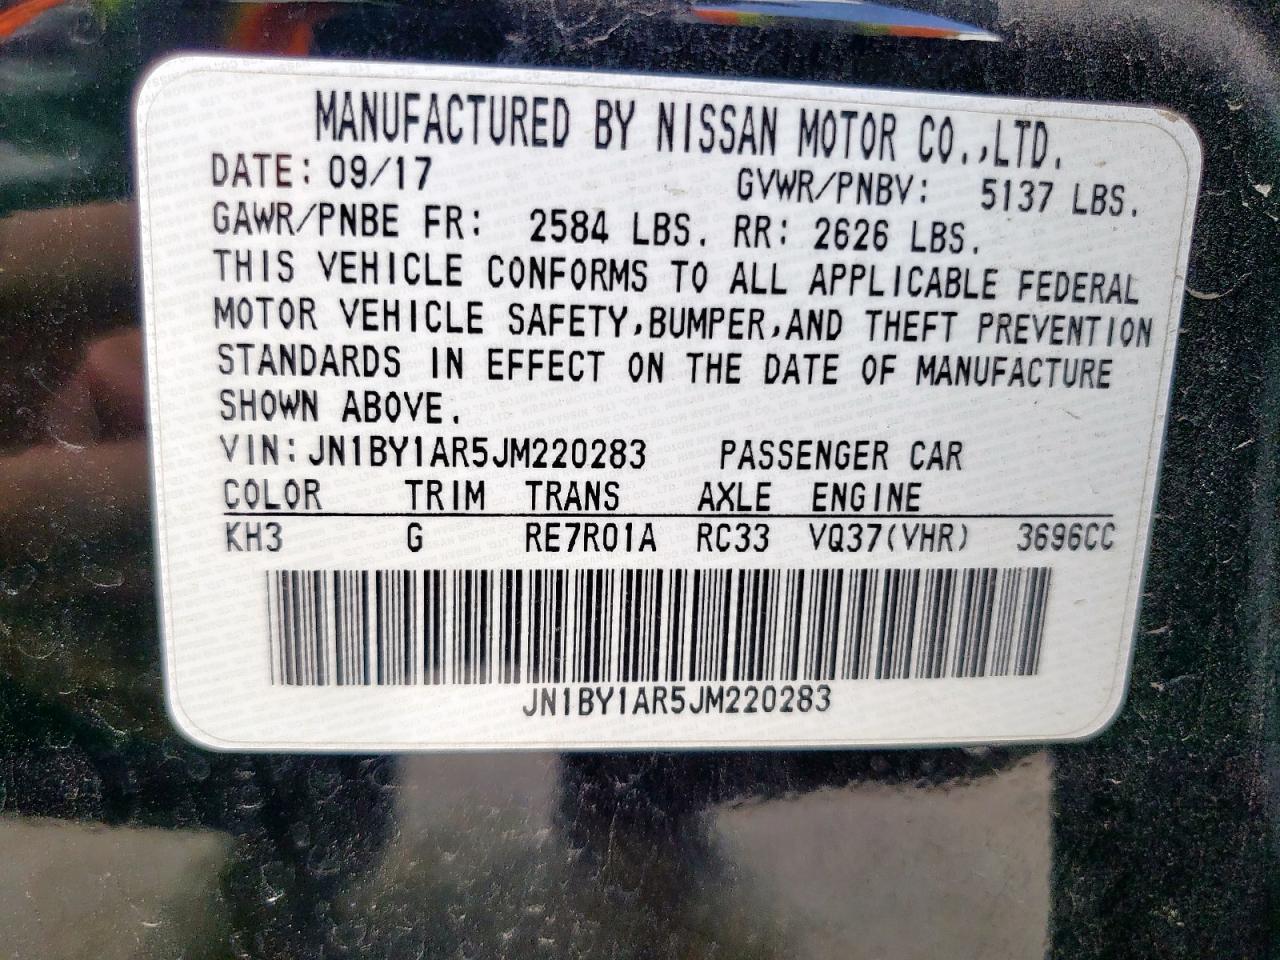 MANUFACTURED BY NISSAN MOTOR CO.,LTD.
DATE: 09/17 GVWR/PNBV: 5137 LBS.
GAWR/PNBE FR: 2584 LBS. RR: 2626 LBS.
THIS VEHICLE CONFORMS TO ALL APPLICABLE FEDERAL
MOTOR VEHICLE SAFETY,BUMPER,AND THEFT PREVENTION
STANDARDS IN EFFECT ON THE DATE OF MANUFACTURE
SHOWN ABOVE.
VIN:JN1BY1AR5JM220283 PASSENGER CAR
COLOR TRIM TRANS AXLE ENGINE
KH3 G RE7R01A RC33 VQ37(VHR) 3696CC
JN1BY1AR5JM220283